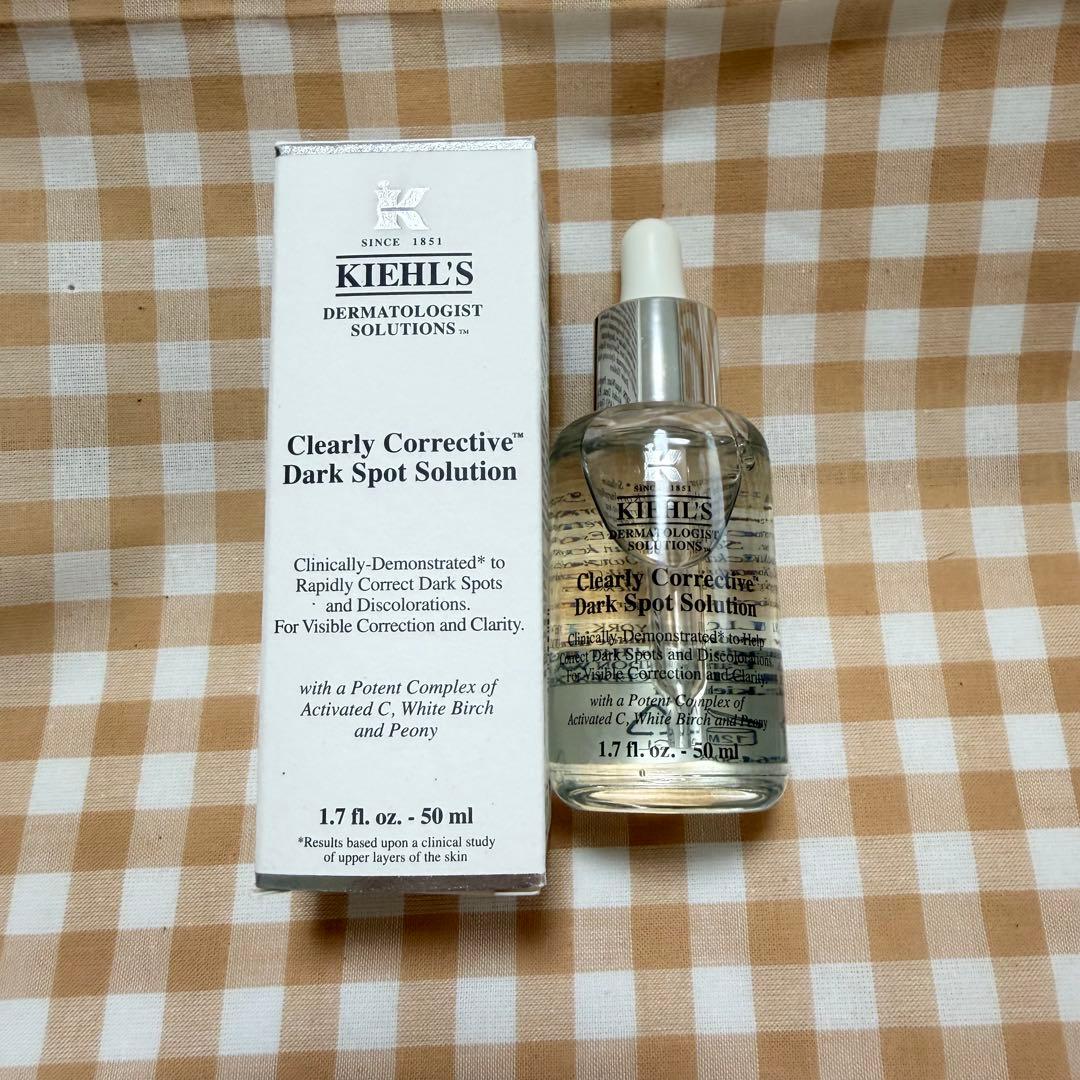 K
SINCE 1851
KIEHL'S
DERMATOLOGIST
SOLUTIONS™
Clearly Corrective™
Dark Spot Solution
Clinically-Demonstrated* to
Rapidly Correct Dark Spots
and Discolorations.
For Visible Correction and Clarity.
with a Potent Complex of
Activated C, White Birch
and Peony
1.7 fl. oz. - 50 ml
*Results based upon a clinical study
of upper layers of the skin
K
SINCE 1851
KIEHL'S
DERMATOLOGIST
SOLUTIONS™
Clearly Corrective™
Dark Spot Solution
Clinically-Demonstrated* to Help
Correct Dark Spots and Discolorations.
For Visible Correction and Clarity.
with a Potent Complex of
Activated C, White Birch and Peony
1.7 fl. oz. - 50 ml
12M